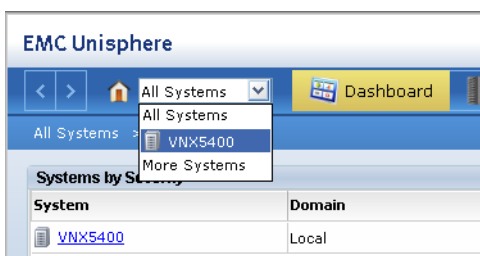 EMC Unisphere
All Systems
Dashboard
All Systems
VNX5400
More Systems
All Systems >
Systems by
System Domain
VNX5400 Local